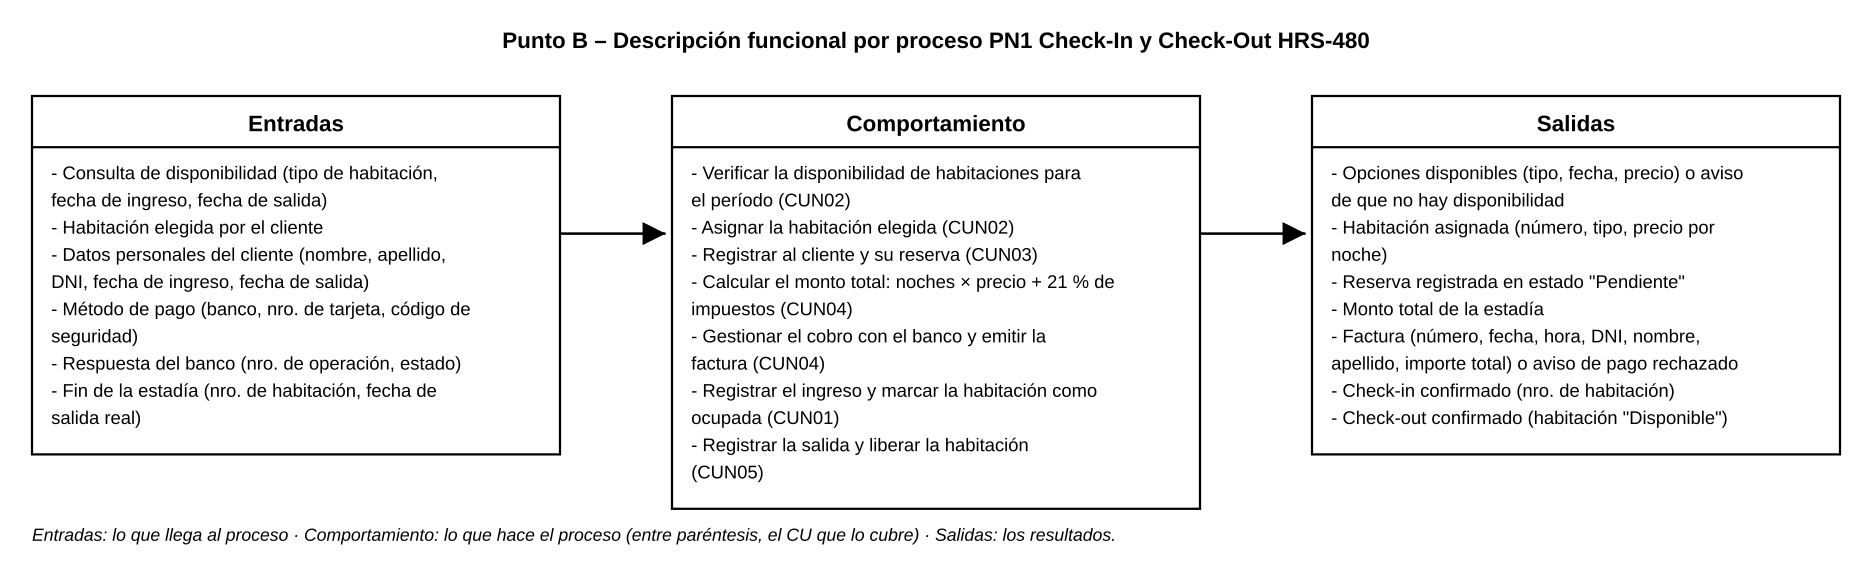 Punto B – Descripción funcional por proceso PN1 Check-In y Check-Out HRS-480
Entradas
- Consulta de disponibilidad (tipo de habitación,
fecha de ingreso, fecha de salida)
- Habitación elegida por el cliente
- Datos personales del cliente (nombre, apellido,
DNI, fecha de ingreso, fecha de salida)
- Método de pago (banco, nro. de tarjeta, código de
seguridad)
- Respuesta del banco (nro. de operación, estado)
- Fin de la estadía (nro. de habitación, fecha de
salida real)
Comportamiento
- Verificar la disponibilidad de habitaciones para
el período (CUN02)
- Asignar la habitación elegida (CUN02)
- Registrar al cliente y su reserva (CUN03)
- Calcular el monto total: noches × precio + 21 % de
impuestos (CUN04)
- Gestionar el cobro con el banco y emitir la
factura (CUN04)
- Registrar el ingreso y marcar la habitación como
ocupada (CUN01)
- Registrar la salida y liberar la habitación
(CUN05)
Salidas
- Opciones disponibles (tipo, fecha, precio) o aviso
de que no hay disponibilidad
- Habitación asignada (número, tipo, precio por
noche)
- Reserva registrada en estado "Pendiente"
- Monto total de la estadía
- Factura (número, fecha, hora, DNI, nombre,
apellido, importe total) o aviso de pago rechazado
- Check-in confirmado (nro. de habitación)
- Check-out confirmado (habitación "Disponible")
Entradas: lo que llega al proceso · Comportamiento: lo que hace el proceso (entre paréntesis, el CU que lo cubre) · Salidas: los resultados.